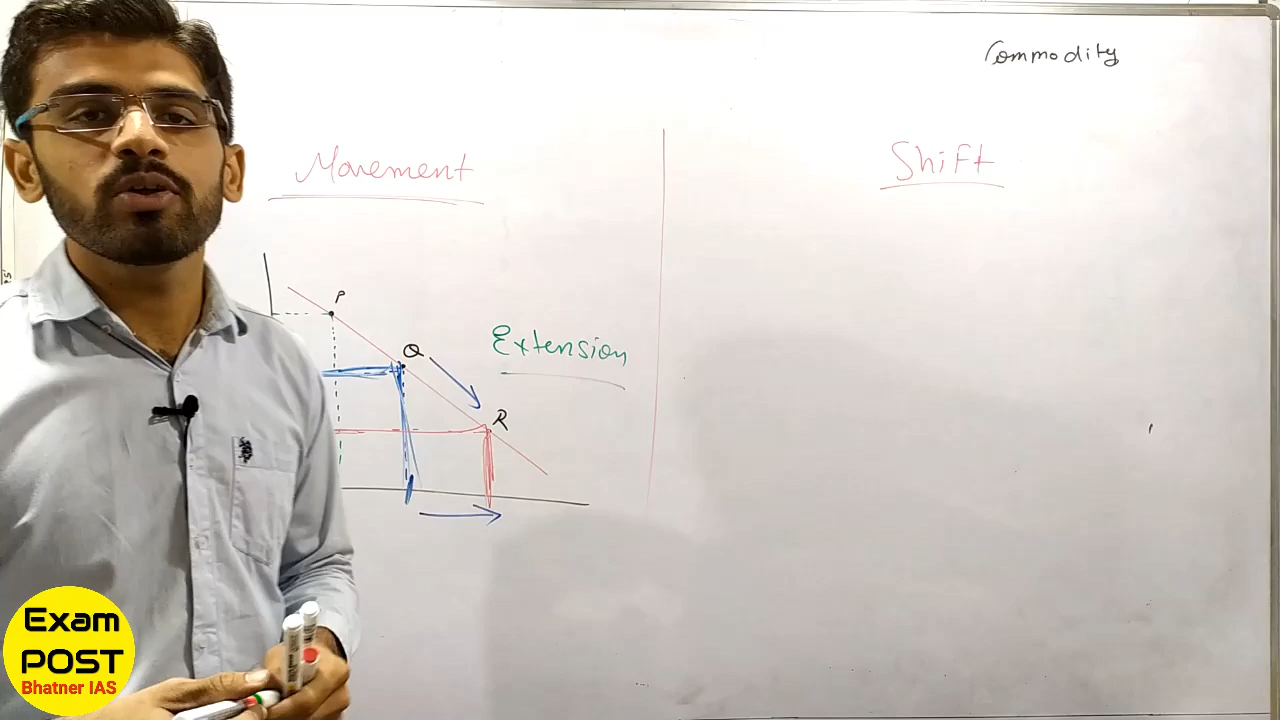 Commodity
Movement
Shift
P
Q
Extension
R
Exam
POST
Bhatner IAS